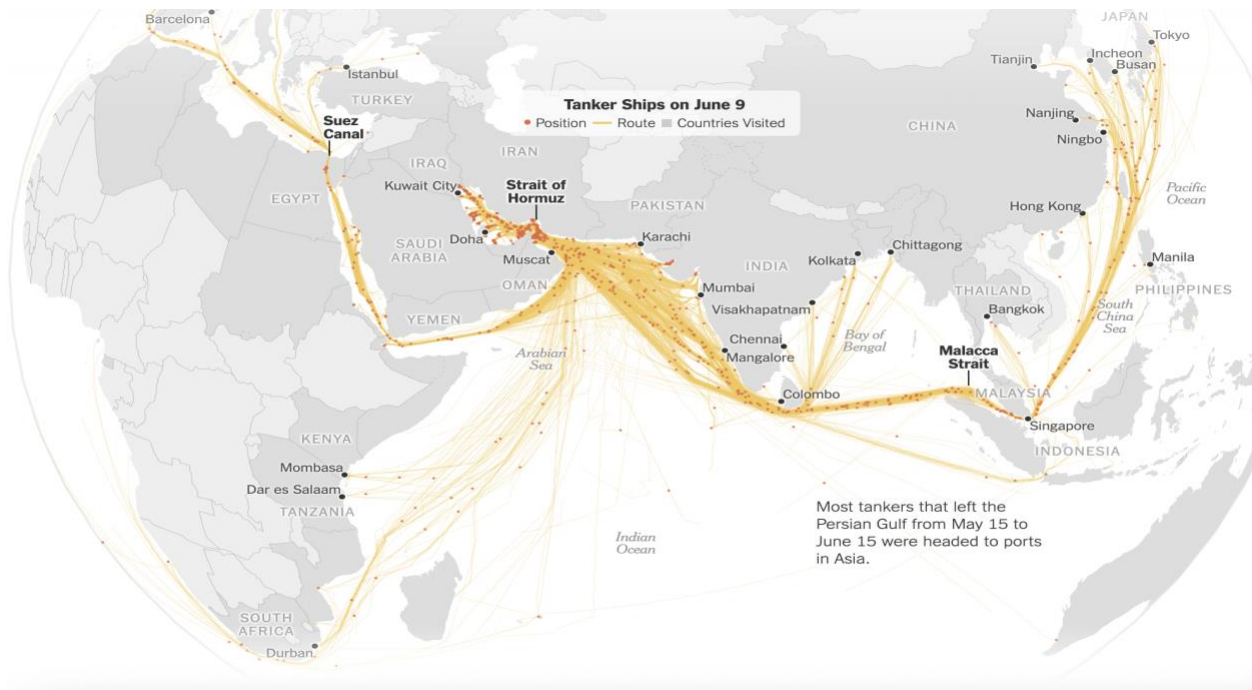 JAPAN
Barcelona
Tokyo
Incheon
Tianjin
Busan
Istanbul
TURKEY
Tanker Ships on June 9
Position Route Countries Visited
Suez
Canal
Nanjing
Ningbo
CHINA
IRAN
IRAQ
Kuwait City
Strait of
Hormuz
EGYPT
PAKISTAN
Pacific
Ocean
Hong Kong
Doha
SAUDI
ARABIA
Karachi
Muscat
Kolkata
Chittagong
INDIA
Manila
OMAN
Mumbai
THAILAND
PHILIPPINES
Visakhapatnam
Bangkok
South
China
Sea
YEMEN
Arabian
Sea
Chennai
Mangalore
Bay of
Bengal
Malacca
Strait
Colombo
MALAYSIA
Singapore
KENYA
INDONESIA
Mombasa
Dar es Salaam
TANZANIA
Most tankers that left the
Persian Gulf from May 15 to
June 15 were headed to ports
in Asia.
Indian
Ocean
SOUTH
AFRICA
Durban